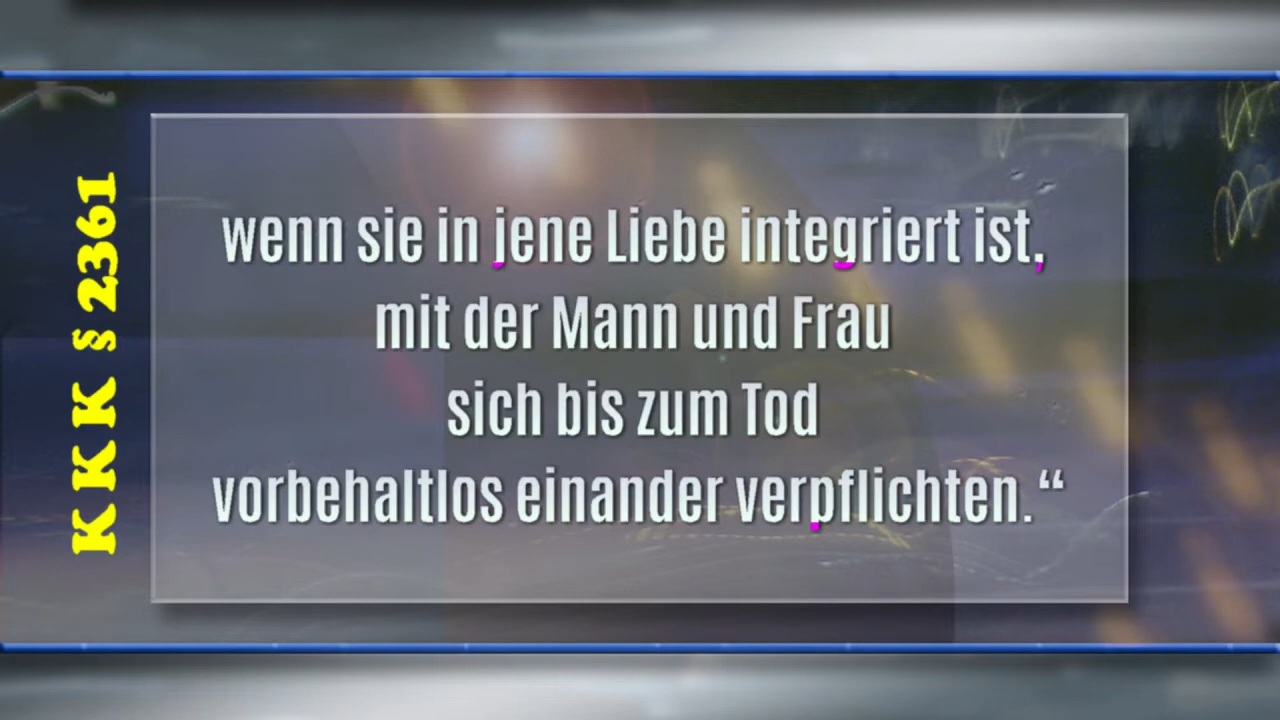 KKK § 2361
wenn sie in jene Liebe integriert ist,
mit der Mann und Frau
sich bis zum Tod
vorbehaltlos einander verpflichten.“